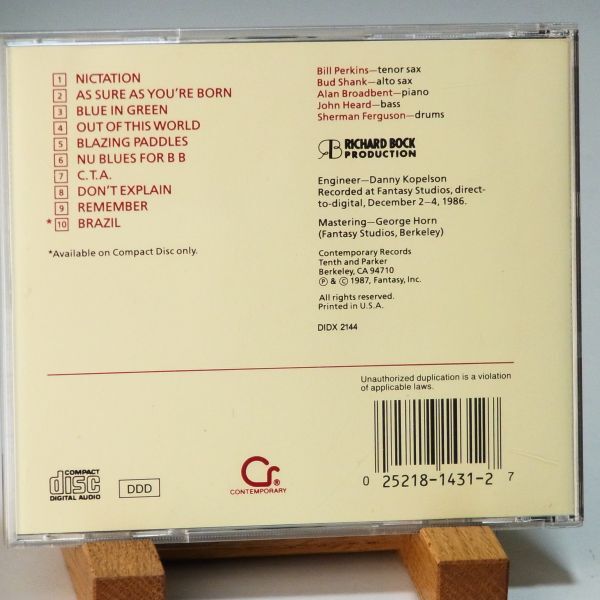 1 NICTATION
2 AS SURE AS YOU'RE BORN
3 BLUE IN GREEN
4 OUT OF THIS WORLD
5 BLAZING PADDLES
6 NU BLUES FOR B B
7 C.T.A.
8 DON'T EXPLAIN
9 REMEMBER
*10 BRAZIL
*Available on Compact Disc only.
Bill Perkins—tenor sax
Bud Shank—alto sax
Alan Broadbent—piano
John Heard—bass
Sherman Ferguson—drums
RB RICHARD BOCK
PRODUCTION
Engineer—Danny Kopelson
Recorded at Fantasy Studios, direct-
to-digital, December 2–4, 1986.
Mastering—George Horn
(Fantasy Studios, Berkeley)
Contemporary Records
Tenth and Parker
Berkeley, CA 94710
℗ & © 1987, Fantasy, Inc.
All rights reserved.
Printed in U.S.A.
DIDX 2144
Unauthorized duplication is a violation
of applicable laws.
COMPACT
disc
DIGITAL AUDIO
DDD
Cr®
CONTEMPORARY
0 25218-1431-2 7